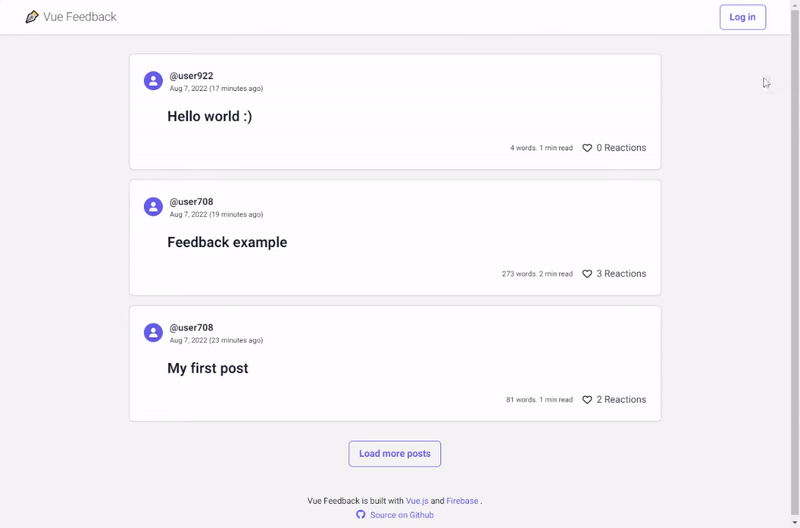 Vue Feedback
Log in
@user922
Aug 7, 2022 (17 minutes ago)
Hello world :)
4 words. 1 min read
0 Reactions
@user708
Aug 7, 2022 (19 minutes ago)
Feedback example
273 words. 2 min read
3 Reactions
@user708
Aug 7, 2022 (23 minutes ago)
My first post
81 words. 1 min read
2 Reactions
Load more posts
Vue Feedback is built with Vue.js and Firebase .
Source on Github